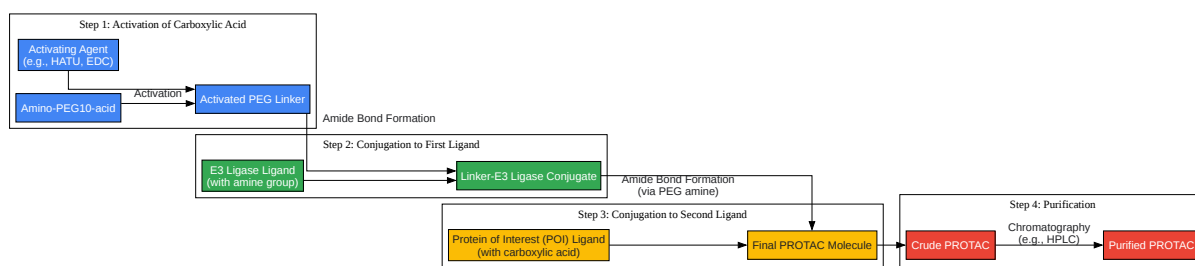 Step 1: Activation of Carboxylic Acid
Activating Agent
(e.g., HATU, EDC)
Amino-PEG10-acid
Activation
Activated PEG Linker
Amide Bond Formation
Step 2: Conjugation to First Ligand
E3 Ligase Ligand
(with amine group)
Linker-E3 Ligase Conjugate
Amide Bond Formation
(via PEG amine)
Step 3: Conjugation to Second Ligand
Protein of Interest (POI) Ligand
(with carboxylic acid)
Final PROTAC Molecule
Step 4: Purification
Crude PROTAC
Chromatography
(e.g., HPLC)
Purified PROTAC